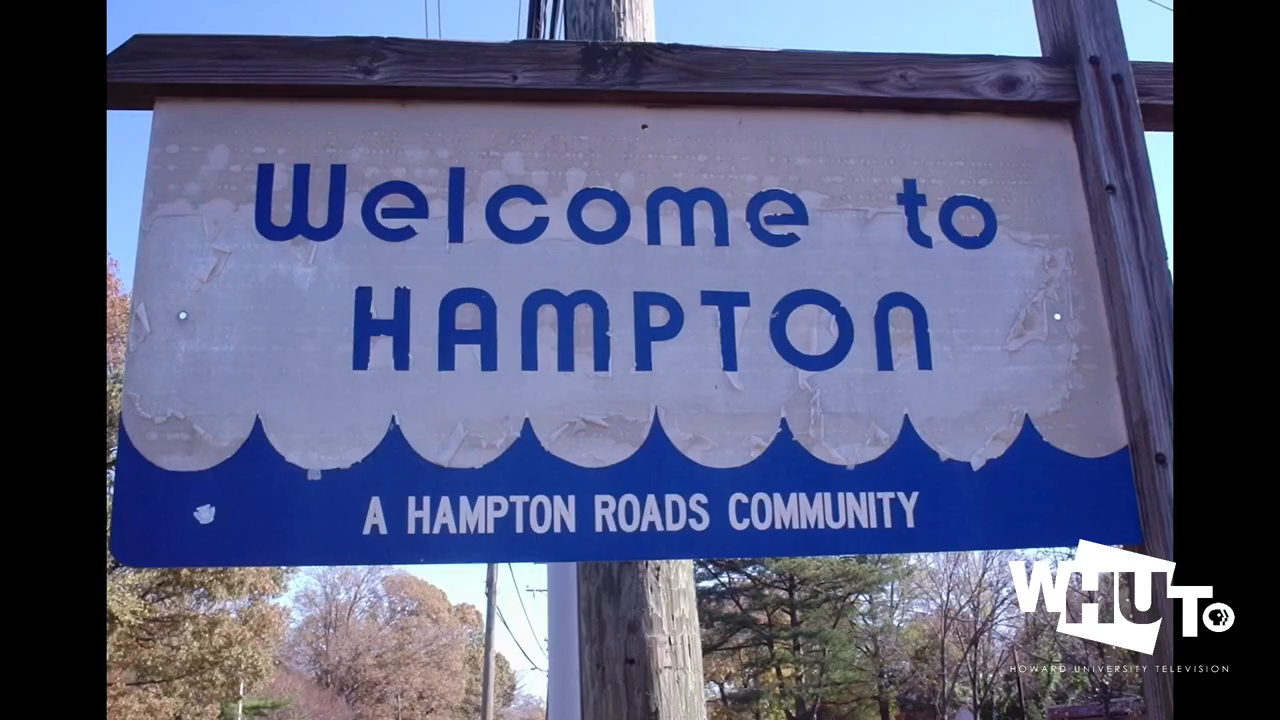 Welcome to
HAMPTON
A HAMPTON ROADS COMMUNITY
WHUT
HOWARD UNIVERSITY TELEVISION